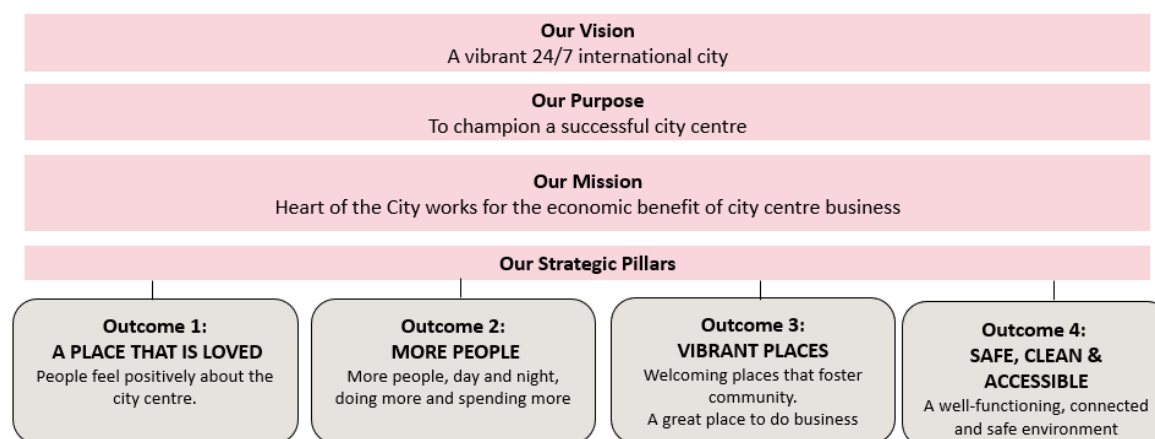 Our Vision
A vibrant 24/7 international city
Our Purpose
To champion a successful city centre
Our Mission
Heart of the City works for the economic benefit of city centre business
Our Strategic Pillars
Outcome 1:
A PLACE THAT IS LOVED
People feel positively about the
city centre.
Outcome 2:
MORE PEOPLE
More people, day and night,
doing more and spending more
Outcome 3:
VIBRANT PLACES
Welcoming places that foster
community.
A great place to do business
Outcome 4:
SAFE, CLEAN &
ACCESSIBLE
A well-functioning, connected
and safe environment